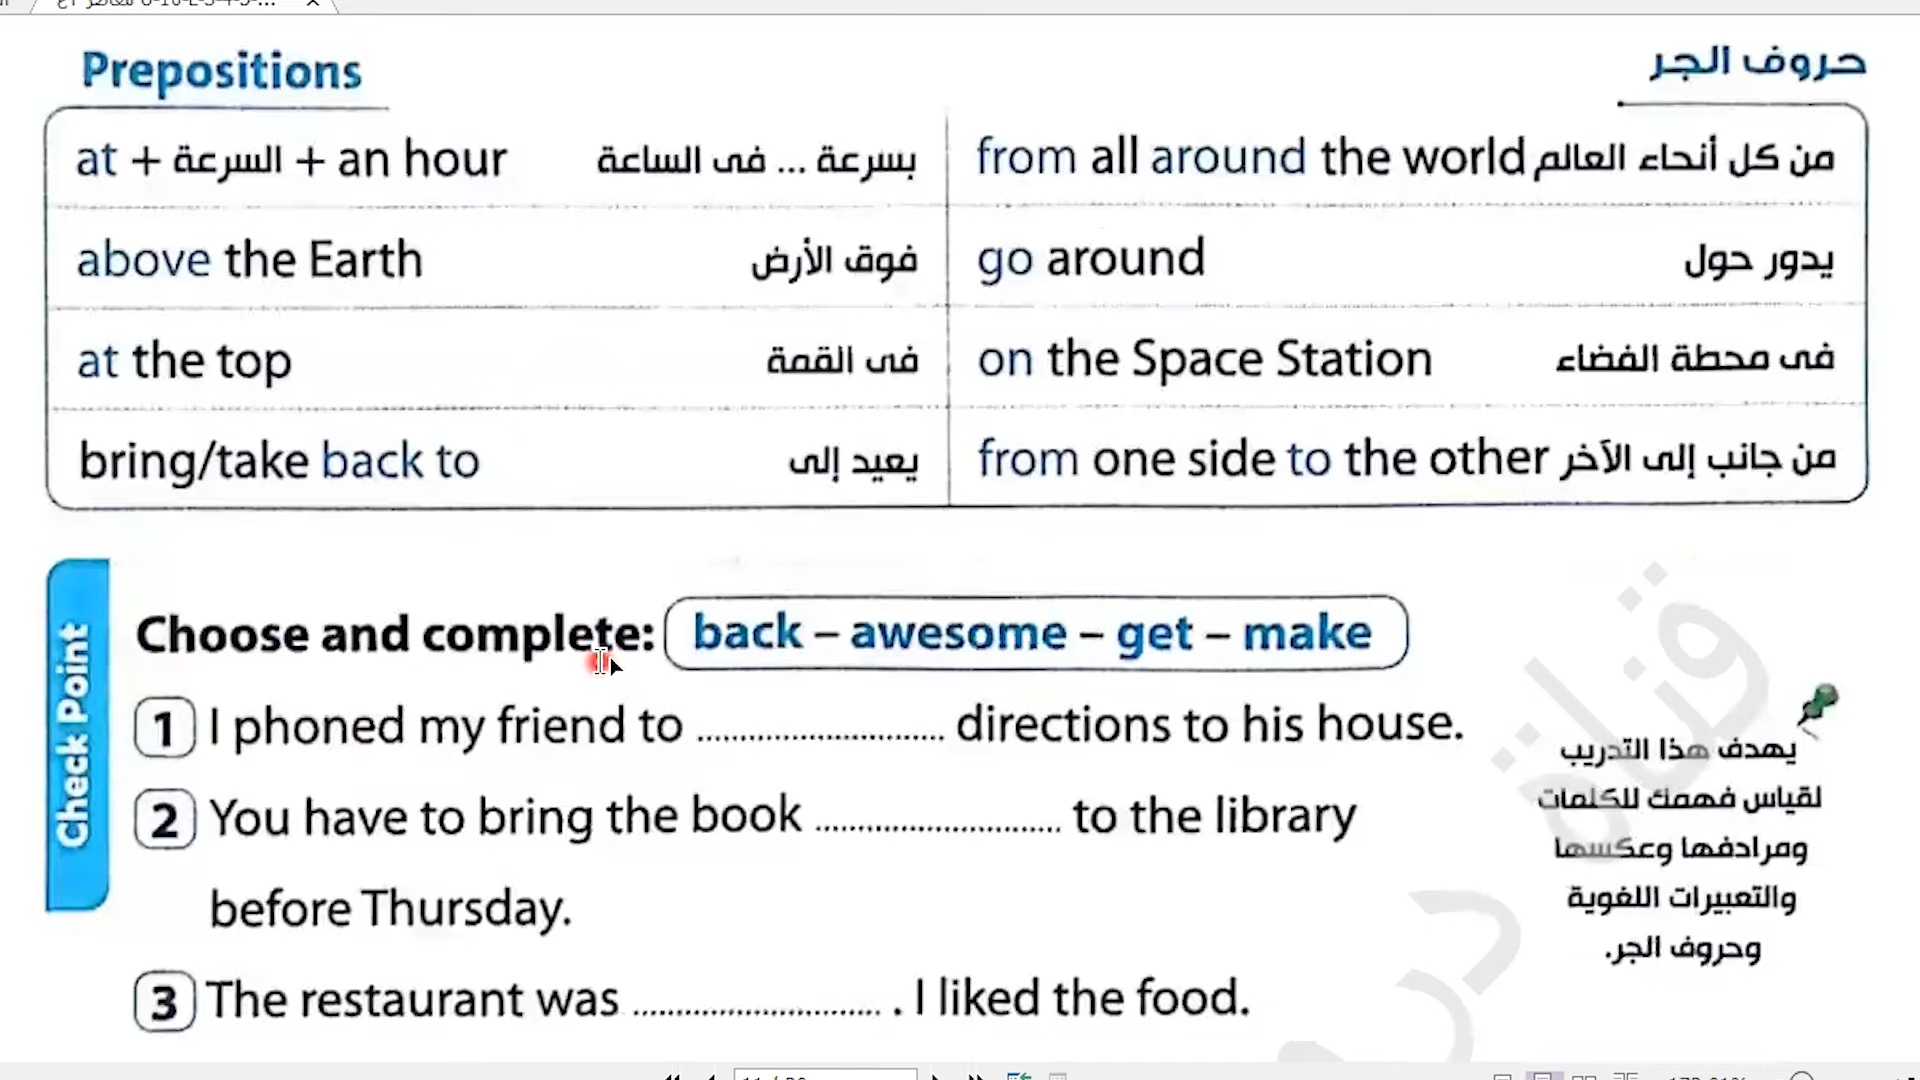 Prepositions
حروف الجر
at + السرعة + an hour بسرعة ... فى الساعة
from all around the world من كل أنحاء العالم
above the Earth فوق الأرض
go around يدور حول
at the top فى القمة
on the Space Station فى محطة الفضاء
bring/take back to يعيد إلى
from one side to the other من جانب إلى الآخر
Check Point
Choose and complete: back – awesome – get – make
1 I phoned my friend to .......................... directions to his house.
2 You have to bring the book .......................... to the library
before Thursday.
3 The restaurant was .......................... . I liked the food.
يهدف هذا التدريب
لقياس فهمك للكلمات
ومرادفها وعكسها
والتعبيرات اللغوية
وحروف الجر.
قناة